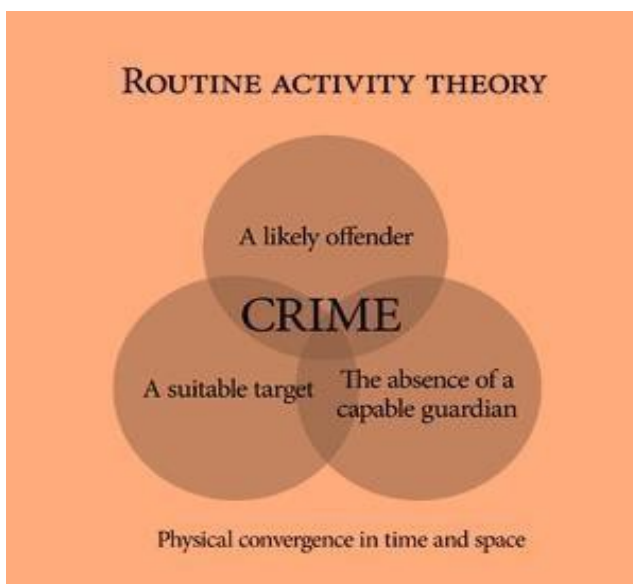 ROUTINE ACTIVITY THEORY
A likely offender
CRIME
A suitable target
The absence of a
capable guardian
Physical convergence in time and space